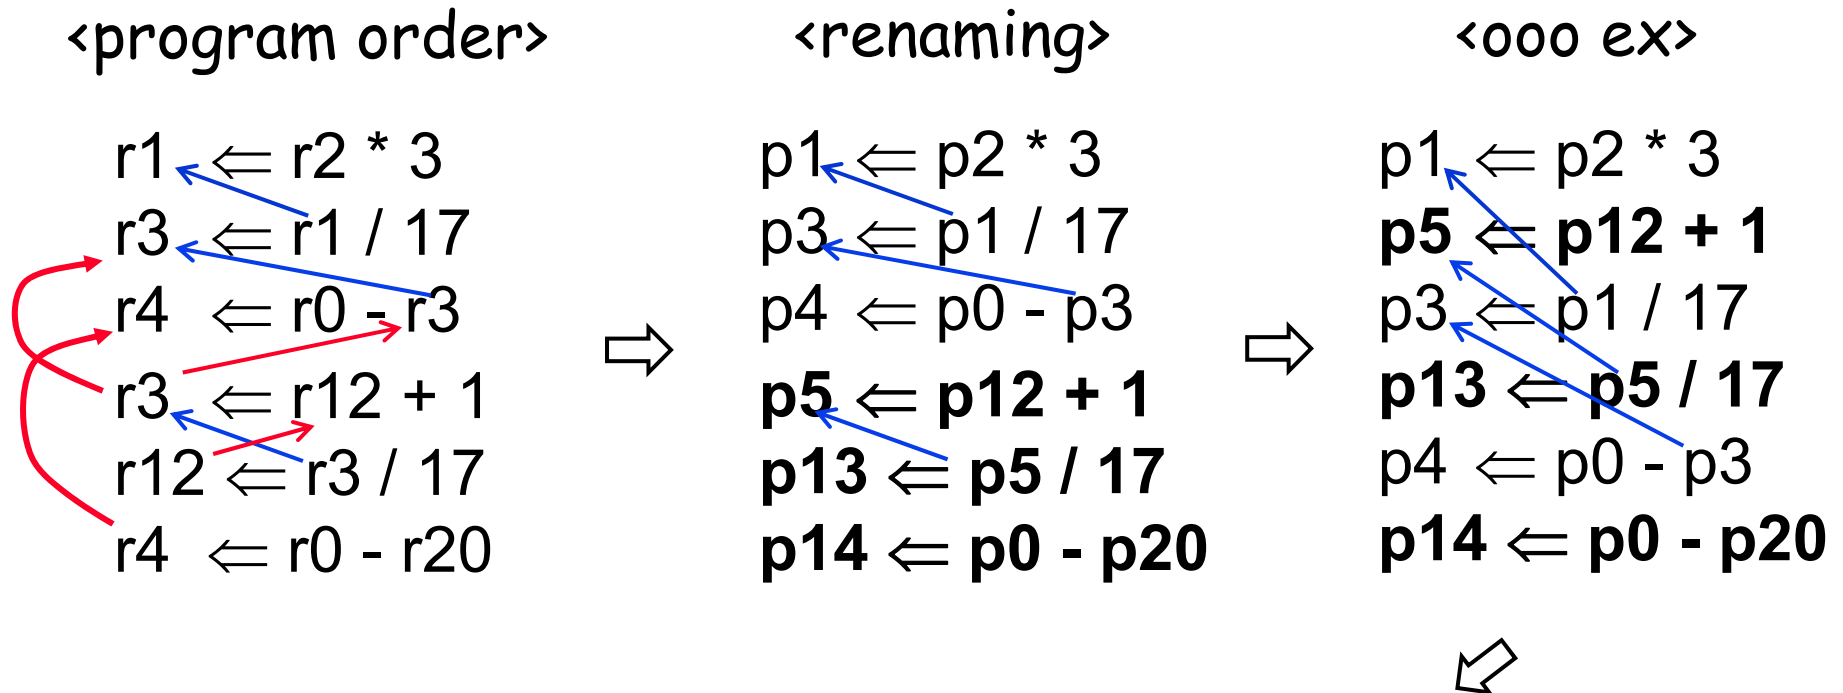 <program order>
r1 ⇐ r2 * 3
r3 ⇐ r1 / 17
r4 ⇐ r0 - r3
r3 ⇐ r12 + 1
r12 ⇐ r3 / 17
r4 ⇐ r0 - r20
<renaming>
p1 ⇐ p2 * 3
p3 ⇐ p1 / 17
p4 ⇐ p0 - p3
p5 ⇐ p12 + 1
p13 ⇐ p5 / 17
p14 ⇐ p0 - p20
<ooo ex>
p1 ⇐ p2 * 3
p5 ⇐ p12 + 1
p3 ⇐ p1 / 17
p13 ⇐ p5 / 17
p4 ⇐ p0 - p3
p14 ⇐ p0 - p20